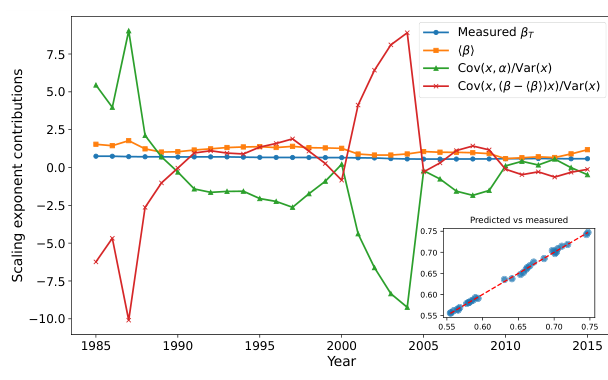 Scaling exponent contributions
7.5
5.0
2.5
0.0
−2.5
−5.0
−7.5
−10.0
Measured β_T
⟨β⟩
Cov(x, α)/Var(x)
Cov(x, (β − ⟨β⟩)x)/Var(x)
Predicted vs measured
0.75
0.70
0.65
0.60
0.55
0.55 0.60 0.65 0.70 0.75
1985 1990 1995 2000 2005 2010 2015
Year